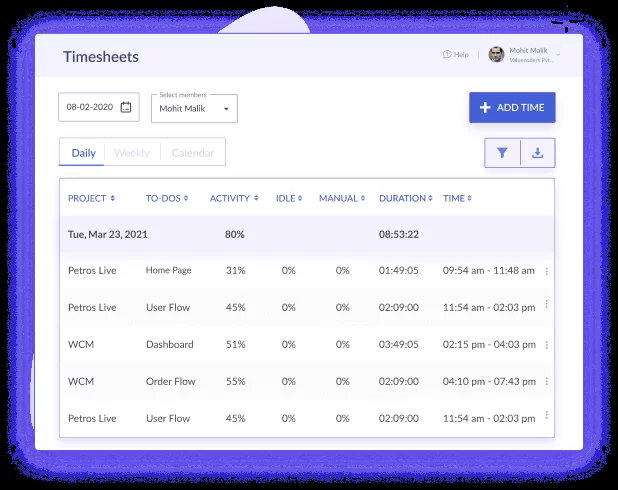 Timesheets
Help
Mohit Malik
Valuecoders Pvt...
08-02-2020
Select members
Mohit Malik
ADD TIME
Daily Weekly Calendar
PROJECT TO-DOS ACTIVITY IDLE MANUAL DURATION TIME
Tue, Mar 23, 2021 80% 08:53:22
Petros Live Home Page 31% 0% 0% 01:49:05 09:54 am - 11:48 am
Petros Live User Flow 45% 0% 0% 02:09:00 11:54 am - 02:03 pm
WCM Dashboard 51% 0% 0% 03:49:05 02:15 pm - 04:03 pm
WCM Order Flow 55% 0% 0% 02:09:00 04:10 pm - 07:43 pm
Petros Live User Flow 45% 0% 0% 02:09:00 11:54 am - 02:03 pm